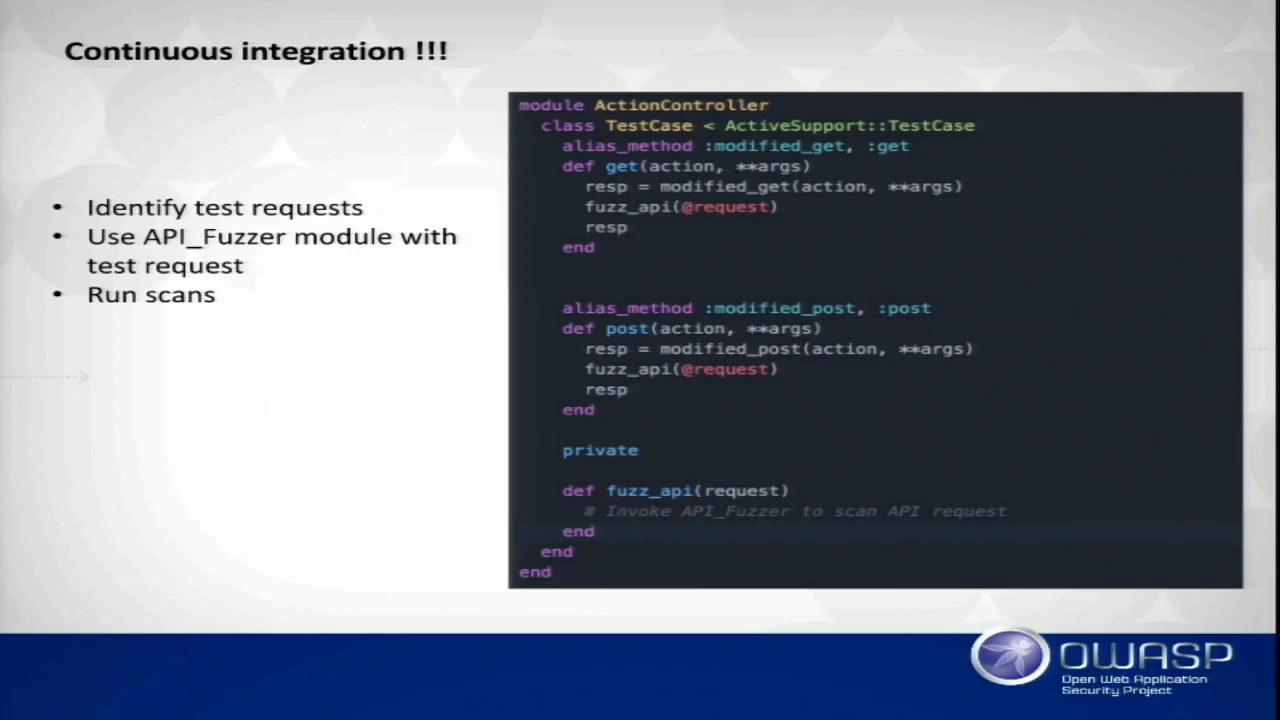 Continuous integration !!!
• Identify test requests
• Use API_Fuzzer module with
test request
• Run scans
module ActionController
class TestCase < ActiveSupport::TestCase
alias_method :modified_get, :get
def get(action, **args)
resp = modified_get(action, **args)
fuzz_api(@request)
resp
end
alias_method :modified_post, :post
def post(action, **args)
resp = modified_post(action, **args)
fuzz_api(@request)
resp
end
private
def fuzz_api(request)
# Invoke API_Fuzzer to scan API request
end
end
end
OWASP
Open Web Application
Security Project